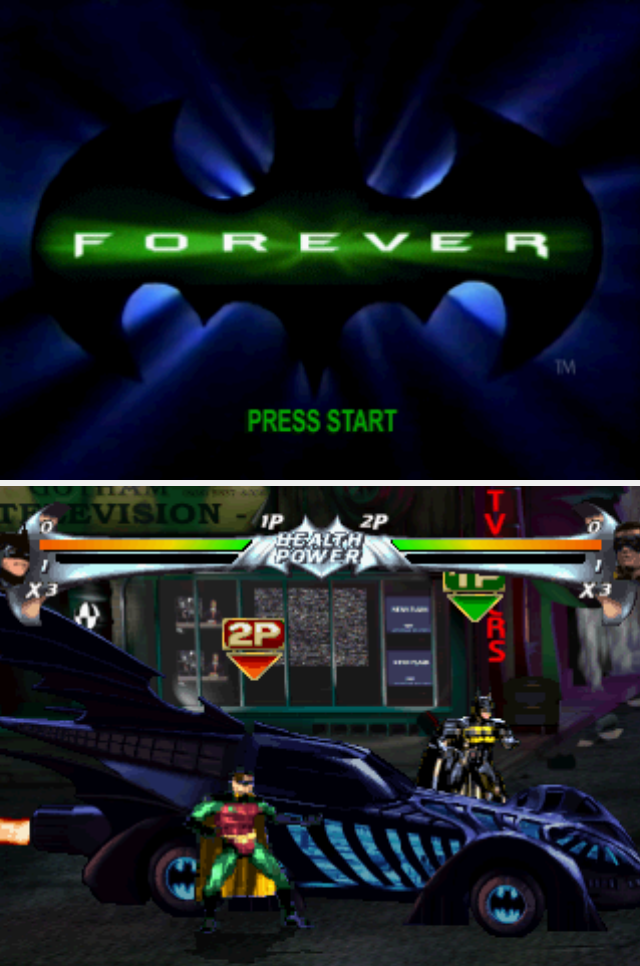 FOREVER
TM
PRESS START
GOTHAM
TELEVISION -
TV
1P
2P
0
0
HEALTH
POWER
1
1
X3
X3
1P
ERS
2P